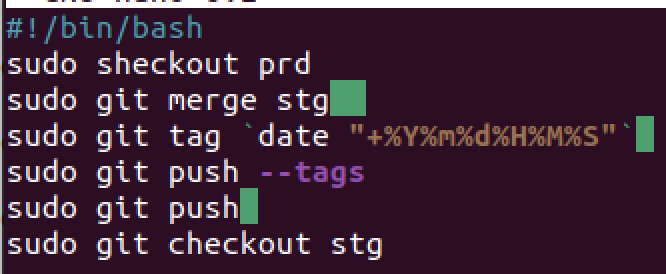 #!/bin/bash
sudo sheckout prd
sudo git merge stg
sudo git tag `date "+%Y%m%d%H%M%S"`
sudo git push --tags
sudo git push
sudo git checkout stg